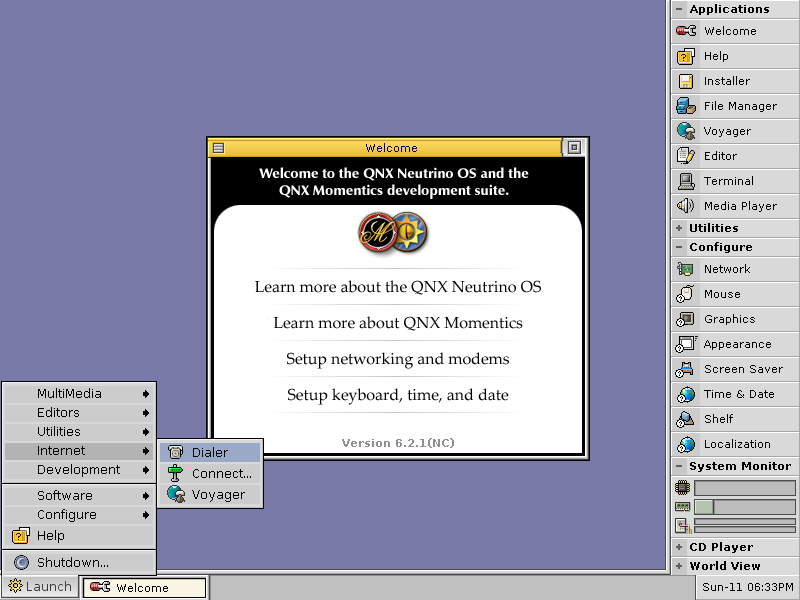 Applications
Welcome
Help
Installer
File Manager
Voyager
Editor
Terminal
Media Player
Utilities
Configure
Network
Mouse
Graphics
Appearance
Screen Saver
Time & Date
Shelf
Localization
System Monitor
CD Player
World View
Welcome
Welcome to the QNX Neutrino OS and the
QNX Momentics development suite.
M
Learn more about the QNX Neutrino OS
Learn more about QNX Momentics
Setup networking and modems
Setup keyboard, time, and date
Version 6.2.1(NC)
MultiMedia
Editors
Utilities
Internet
Development
Software
Configure
Help
Shutdown...
Dialer
Connect...
Voyager
Launch
Welcome
Sun-11 06:33PM